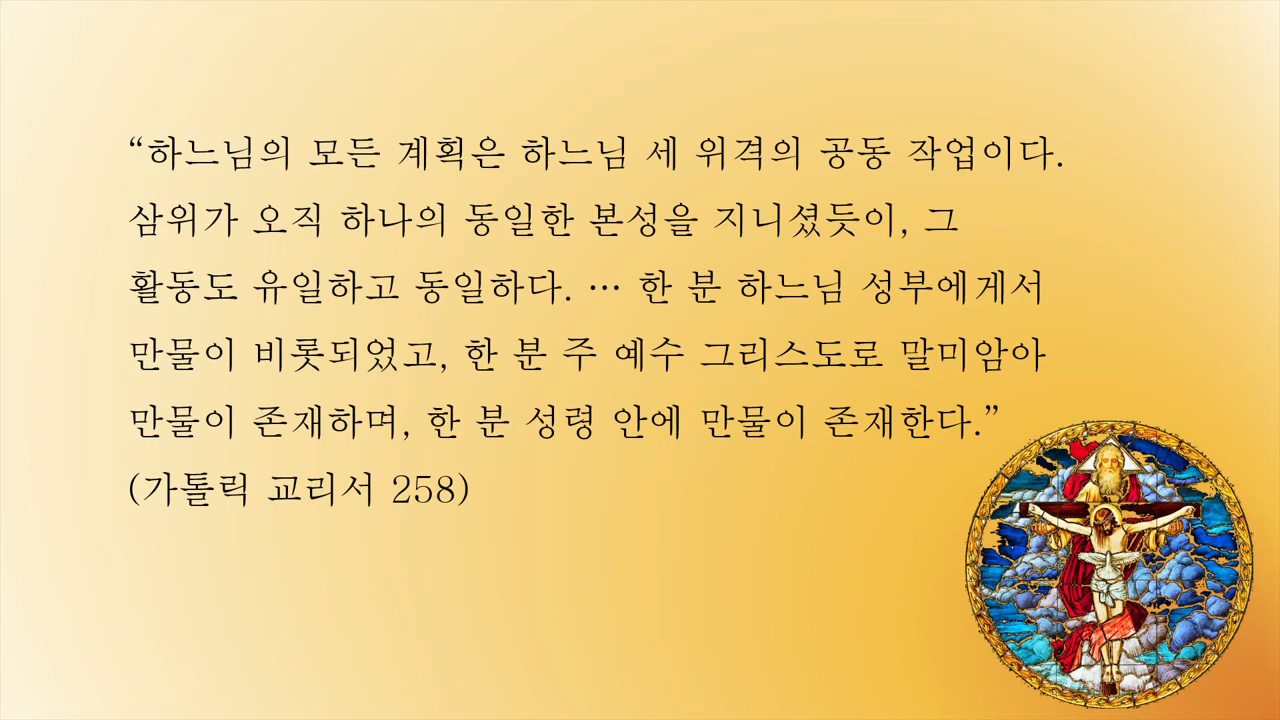 “하느님의 모든 계획은 하느님 세 위격의 공동 작업이다.
삼위가 오직 하나의 동일한 본성을 지니셨듯이, 그
활동도 유일하고 동일하다. … 한 분 하느님 성부에게서
만물이 비롯되었고, 한 분 주 예수 그리스도로 말미암아
만물이 존재하며, 한 분 성령 안에 만물이 존재한다.”
(가톨릭 교리서 258)